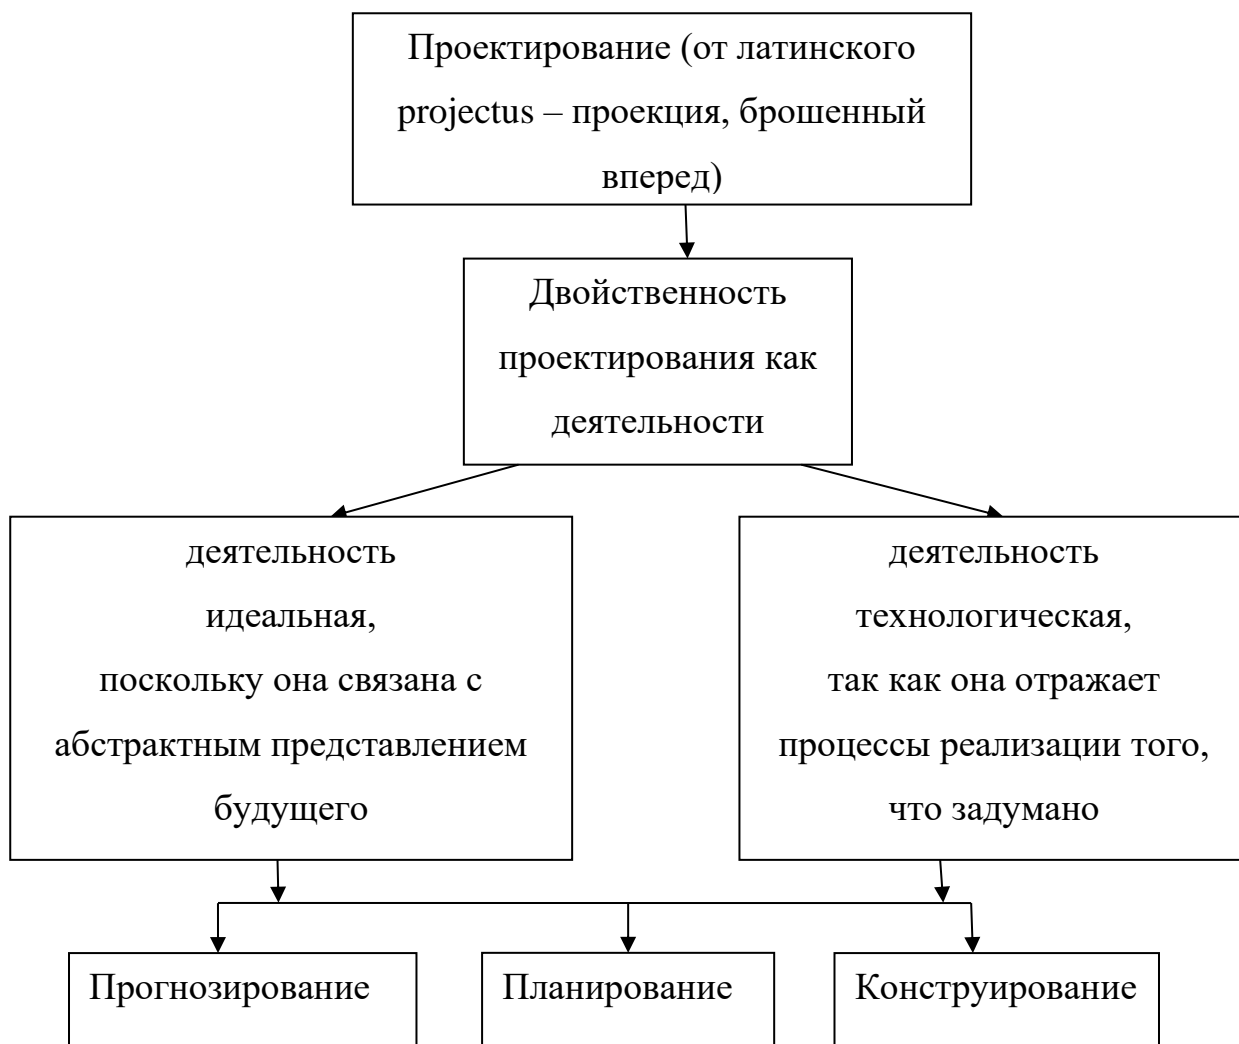 Проектирование (от латинского
projectus – проекция, брошенный
вперед)
Двойственность
проектирования как
деятельности
деятельность
идеальная,
поскольку она связана с
абстрактным представлением
будущего
деятельность
технологическая,
так как она отражает
процессы реализации того,
что задумано
Прогнозирование
Планирование
Конструирование